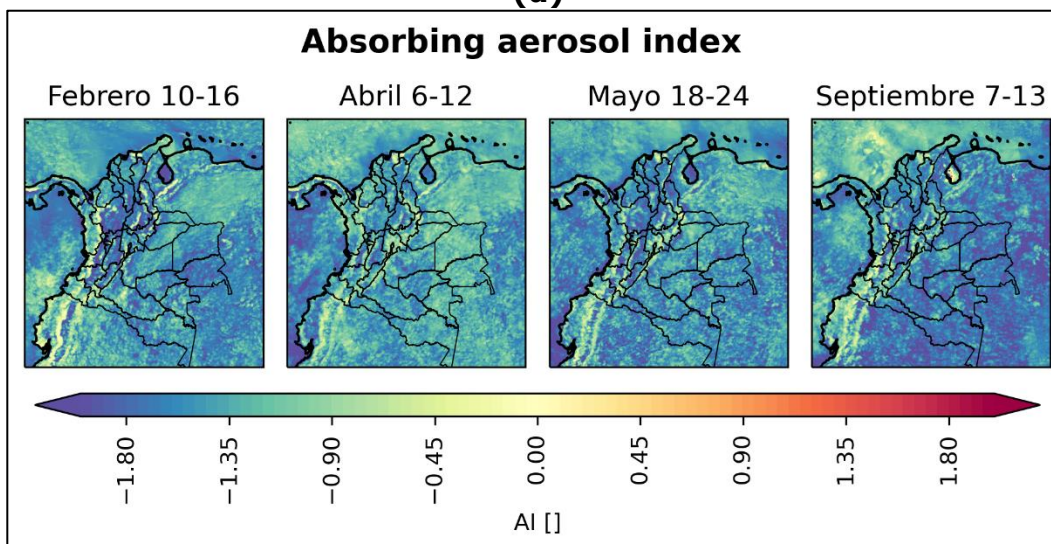 (d)
Absorbing aerosol index
Febrero 10-16 Abril 6-12 Mayo 18-24 Septiembre 7-13
−1.80 −1.35 −0.90 −0.45 0.00 0.45 0.90 1.35 1.80
AI []